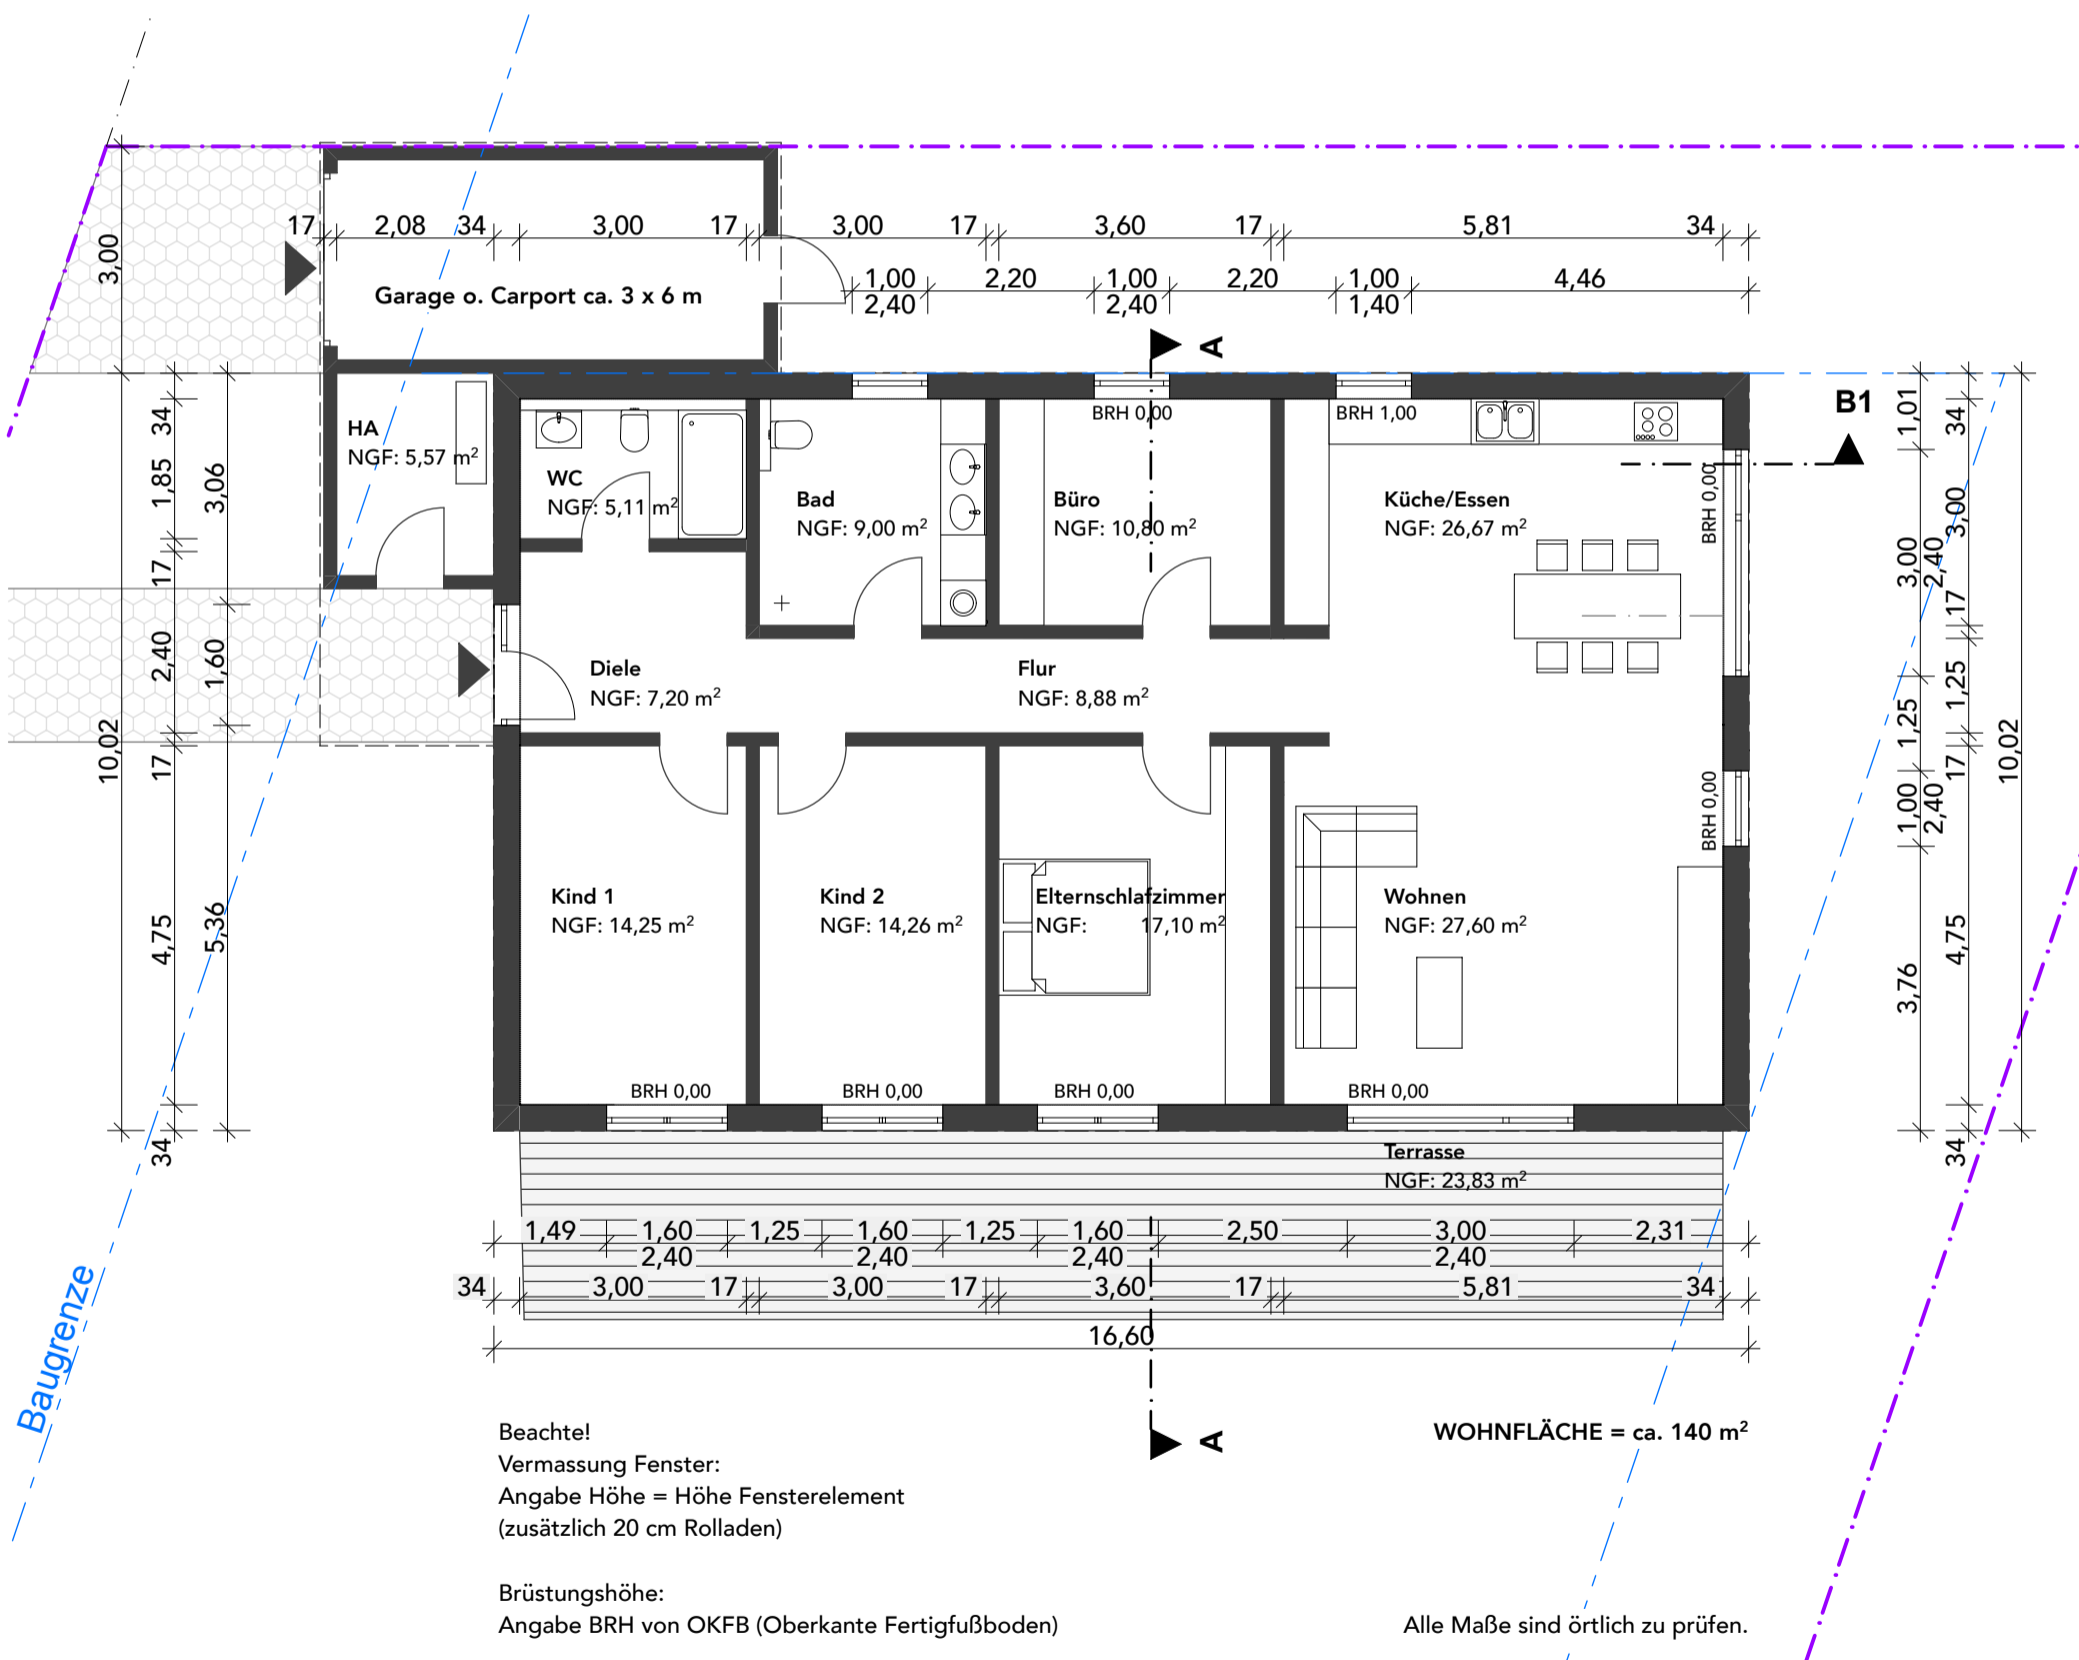 17 2,08 34 3,00 17 3,00 17 3,60 17 5,81 34
1,00 2,20 1,00 2,20 1,00 4,46
2,40 2,40 1,40
3,00
Garage o. Carport ca. 3 x 6 m
A
B1
BRH 0,00
BRH 1,00
HA
NGF: 5,57 m²
WC
NGF: 5,11 m²
Bad
NGF: 9,00 m²
Büro
NGF: 10,80 m²
Küche/Essen
NGF: 26,67 m²
BRH 0,00
Diele
NGF: 7,20 m²
Flur
NGF: 8,88 m²
BRH 0,00
Kind 1
NGF: 14,25 m²
Kind 2
NGF: 14,26 m²
Elternschlafzimmer
NGF: 17,10 m²
Wohnen
NGF: 27,60 m²
BRH 0,00
BRH 0,00
BRH 0,00
BRH 0,00
10,02
34 1,85 17 2,40 17 4,75 34
3,06 1,60 5,36
1,01 3,00 1,25 1,00 3,76
2,40 2,40
34 3,00 17 1,25 17 4,75 34
10,02
Terrasse
NGF: 23,83 m²
1,49 1,60 1,25 1,60 1,25 1,60 2,50 3,00 2,31
2,40 2,40 2,40 2,40
34 3,00 17 3,00 17 3,60 17 5,81 34
16,60
Baugrenze
A
Beachte!
Vermassung Fenster:
Angabe Höhe = Höhe Fensterelement
(zusätzlich 20 cm Rolladen)
WOHNFLÄCHE = ca. 140 m²
Brüstungshöhe:
Angabe BRH von OKFB (Oberkante Fertigfußboden)
Alle Maße sind örtlich zu prüfen.